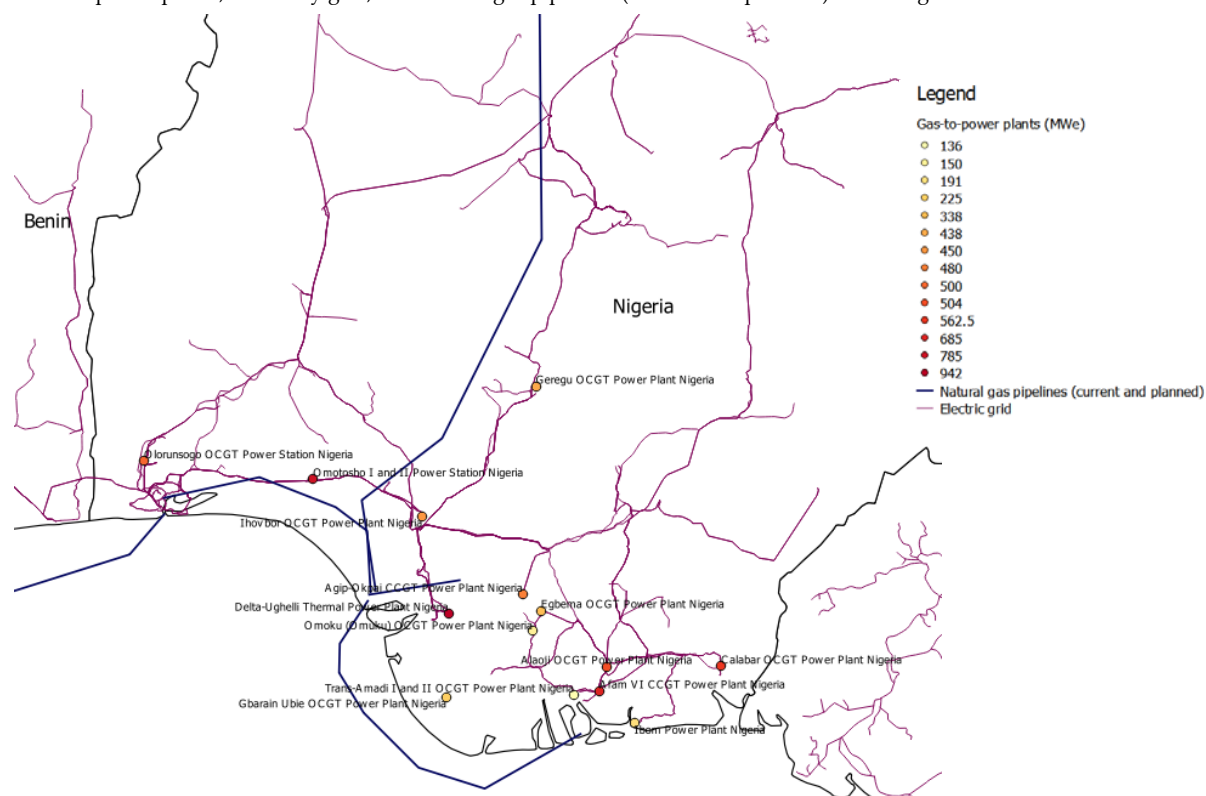 Legend
Gas-to-power plants (MWe)
136
150
191
225
338
438
450
480
500
504
562.5
685
785
942
Natural gas pipelines (current and planned)
Electric grid
Benin
Nigeria
Geregu OCGT Power Plant Nigeria
Olorunsogo OCGT Power Station Nigeria
Omotosho I and II Power Station Nigeria
Ihovbor OCGT Power Plant Nigeria
Agip-Okpai CCGT Power Plant Nigeria
Egbema OCGT Power Plant Nigeria
Delta-Ughelli Thermal Power Plant Nigeria
Omoku (Omuku) OCGT Power Plant Nigeria
Alaoji OCGT Power Plant Nigeria
Calabar OCGT Power Plant Nigeria
Trans-Amadi I and II OCGT Power Plant Nigeria
Afam VI CCGT Power Plant Nigeria
Gbarain Ubie OCGT Power Plant Nigeria
Ibom Power Plant Nigeria